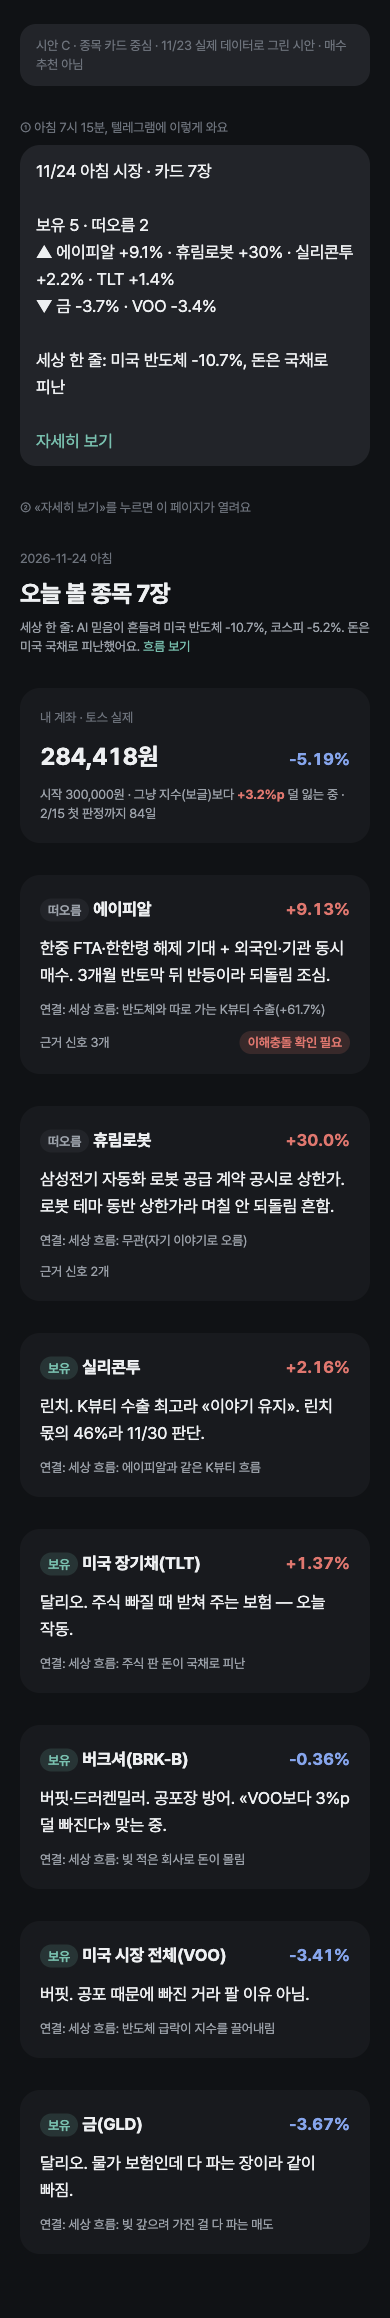 시안 C · 종목 카드 중심 · 11/23 실제 데이터로 그린 시안 · 매수
추천 아님
① 아침 7시 15분, 텔레그램에 이렇게 와요
11/24 아침 시장 · 카드 7장
보유 5 · 떠오름 2
▲ 에이피알 +9.1% · 휴림로봇 +30% · 실리콘투
+2.2% · TLT +1.4%
▼ 금 -3.7% · VOO -3.4%
세상 한 줄: 미국 반도체 -10.7%, 돈은 국채로
피난
자세히 보기
② «자세히 보기»를 누르면 이 페이지가 열려요
2026-11-24 아침
오늘 볼 종목 7장
세상 한 줄: AI 믿음이 흔들려 미국 반도체 -10.7%, 코스피 -5.2%. 돈은
미국 국채로 피난했어요. 흐름 보기
내 계좌 · 토스 실제
284,418원 -5.19%
시작 300,000원 · 그냥 지수(보글)보다 +3.2%p 덜 잃는 중 ·
2/15 첫 판정까지 84일
떠오름 에이피알 +9.13%
한중 FTA·한한령 해제 기대 + 외국인·기관 동시
매수. 3개월 반토막 뒤 반등이라 되돌림 조심.
연결: 세상 흐름: 반도체와 따로 가는 K뷰티 수출(+61.7%)
근거 신호 3개 이해충돌 확인 필요
떠오름 휴림로봇 +30.0%
삼성전기 자동화 로봇 공급 계약 공시로 상한가.
로봇 테마 동반 상한가라 며칠 안 되돌림 흔함.
연결: 세상 흐름: 무관(자기 이야기로 오름)
근거 신호 2개
보유 실리콘투 +2.16%
린치. K뷰티 수출 최고라 «이야기 유지». 린치
몫의 46%라 11/30 판단.
연결: 세상 흐름: 에이피알과 같은 K뷰티 흐름
보유 미국 장기채(TLT) +1.37%
달리오. 주식 빠질 때 받쳐 주는 보험 — 오늘
작동.
연결: 세상 흐름: 주식 판 돈이 국채로 피난
보유 버크셔(BRK-B) -0.36%
버핏·드러켄밀러. 공포장 방어. «VOO보다 3%p
덜 빠진다» 맞는 중.
연결: 세상 흐름: 빚 적은 회사로 돈이 몰림
보유 미국 시장 전체(VOO) -3.41%
버핏. 공포 때문에 빠진 거라 팔 이유 아님.
연결: 세상 흐름: 반도체 급락이 지수를 끌어내림
보유 금(GLD) -3.67%
달리오. 물가 보험인데 다 파는 장이라 같이
빠짐.
연결: 세상 흐름: 빚 갚으려 가진 걸 다 파는 매도